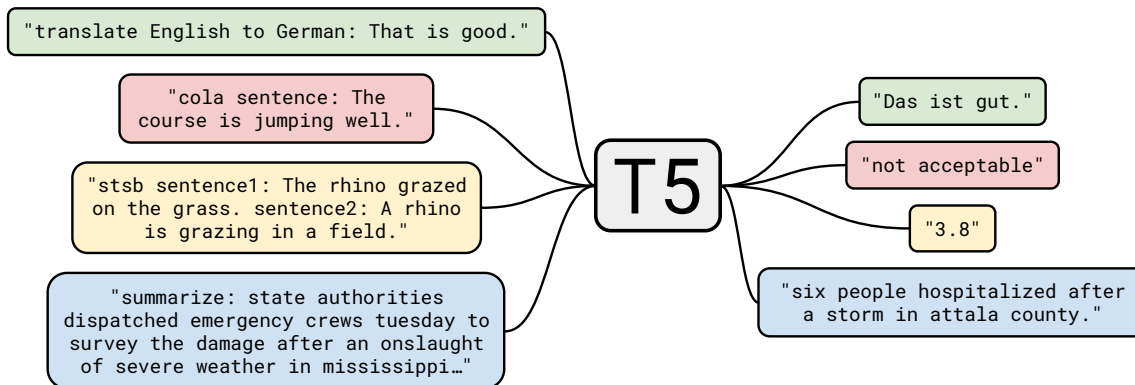 "translate English to German: That is good."
"cola sentence: The
course is jumping well."
"stsb sentence1: The rhino grazed
on the grass. sentence2: A rhino
is grazing in a field."
"summarize: state authorities
dispatched emergency crews tuesday to
survey the damage after an onslaught
of severe weather in mississippi…"
T5
"Das ist gut."
"not acceptable"
"3.8"
"six people hospitalized after
a storm in attala county."